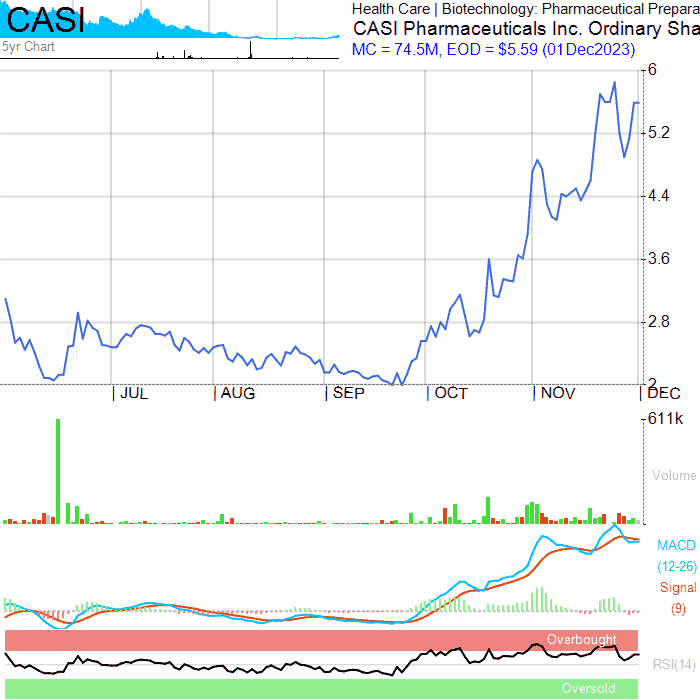 CASI
5yr Chart
Health Care | Biotechnology: Pharmaceutical Prepara
CASI Pharmaceuticals Inc. Ordinary Sha
MC = 74.5M, EOD = $5.59 (01Dec2023)
6
5.2
4.4
3.6
2.8
2
JUL AUG SEP OCT NOV DEC
611k
Volume
MACD
(12-26)
Signal
(9)
Overbought
RSI(14)
Oversold